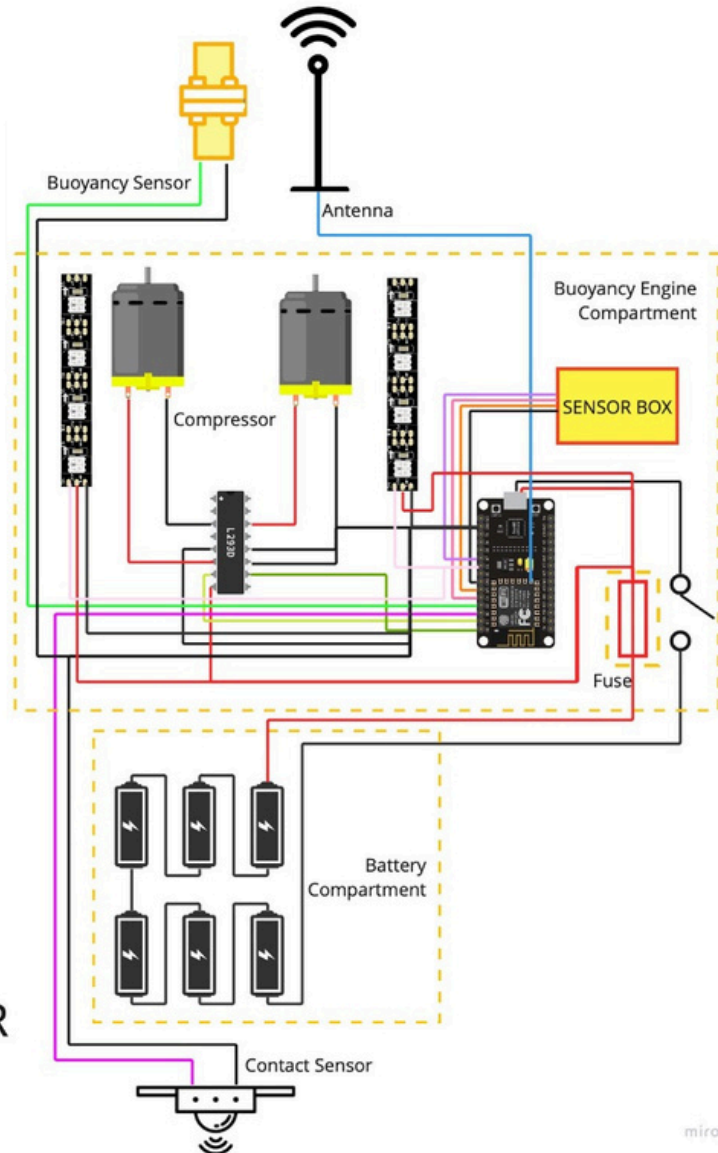 Buoyancy Sensor
Antenna
Buoyancy Engine
Compartment
Compressor
SENSOR BOX
L293D
Fuse
Battery
Compartment
R
Contact Sensor
miro